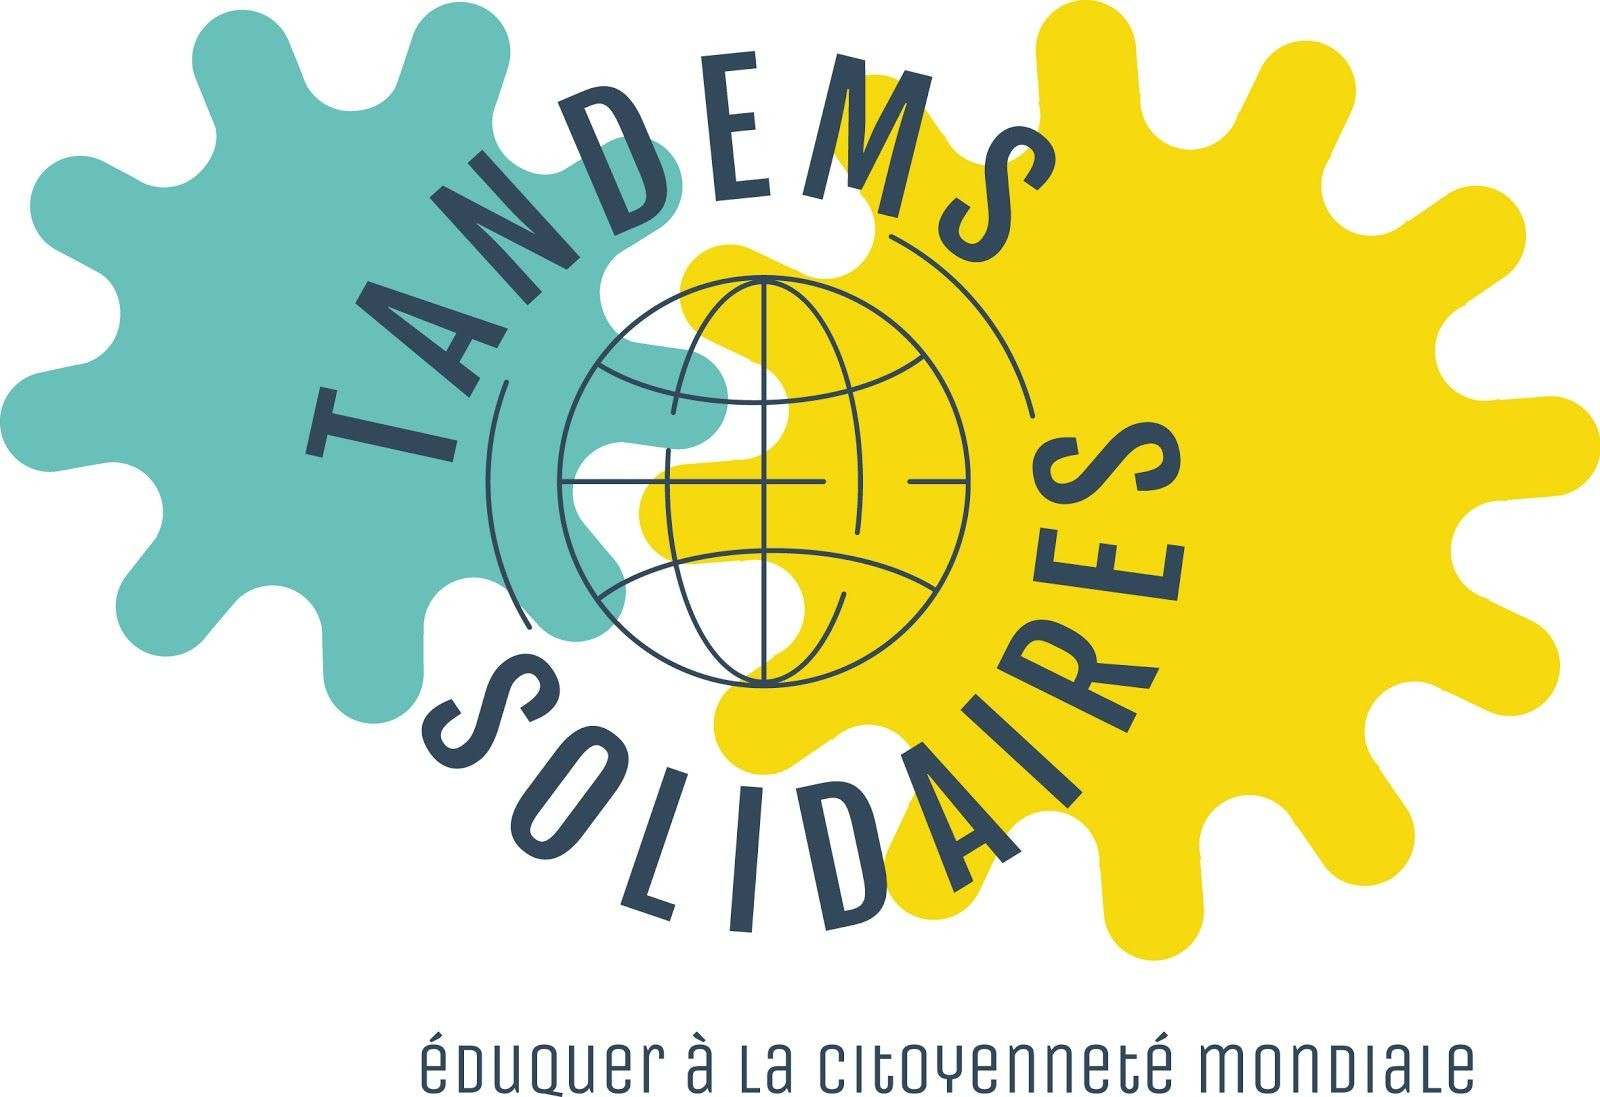 TANDEMS
SOLIDAIRES
éDUQUer à La citoyenneté monDiaLe